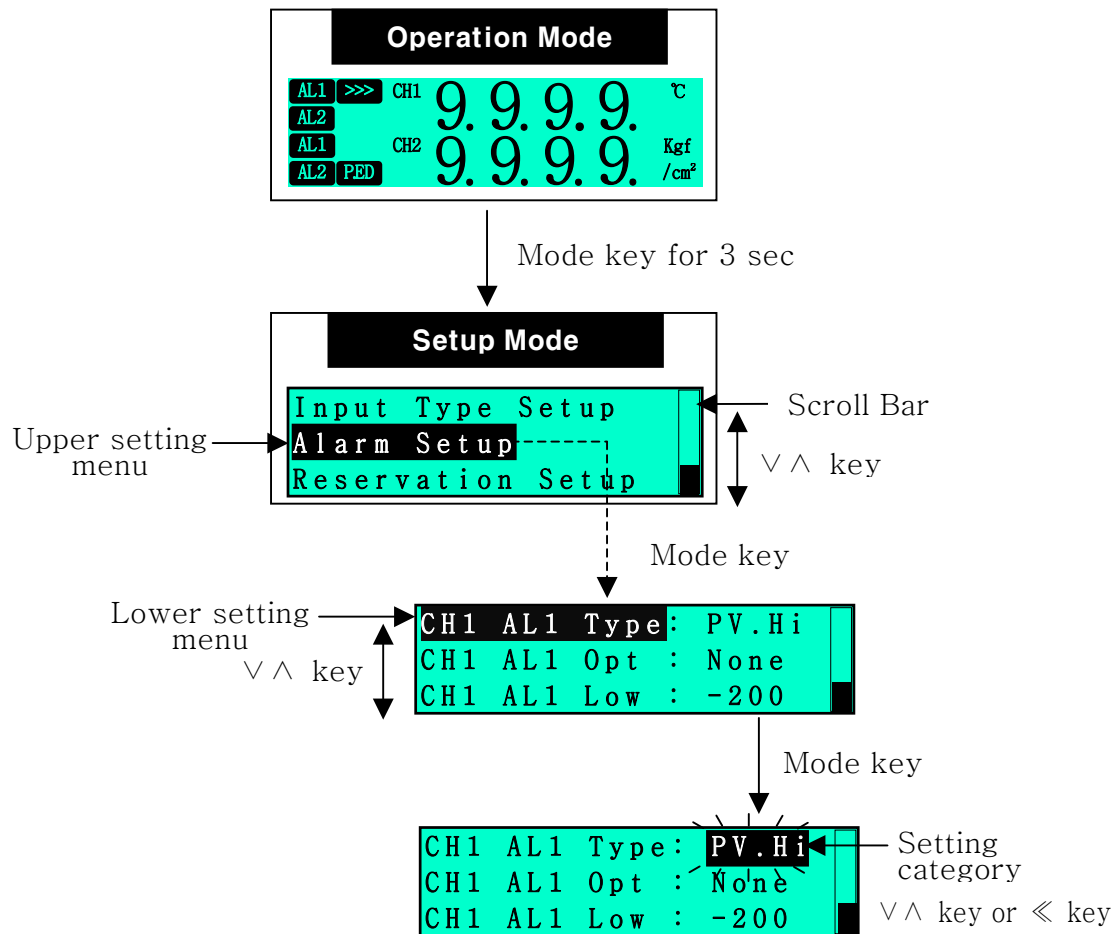 Operation Mode
AL1 >>> CH1 9. 9. 9. 9. ℃
AL2
AL1 CH2 9. 9. 9. 9. Kgf
AL2 P.ED /cm²
Mode key for 3 sec
Setup Mode
Input Type Setup
Alarm Setup
Reservation Setup
Scroll Bar
∨∧ key
Upper setting
menu
Mode key
Lower setting
menu
∨∧ key
CH1 AL1 Type: PV.Hi
CH1 AL1 Opt : None
CH1 AL1 Low : -200
Mode key
CH1 AL1 Type: PV.Hi
CH1 AL1 Opt : None
CH1 AL1 Low : -200
Setting
category
∨∧ key or ≪ key